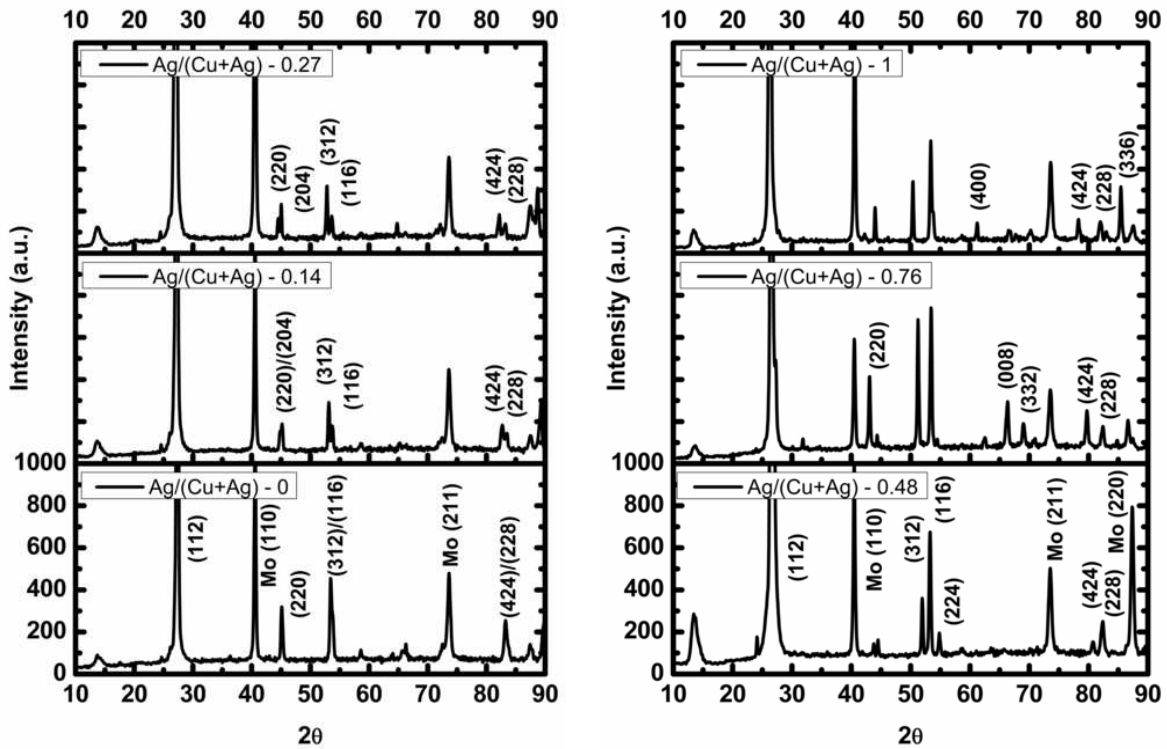 10 20 30 40 50 60 70 80 90
Ag/(Cu+Ag) - 0.27
(220)
(204)
(312)
(116)
(424)
(228)
Ag/(Cu+Ag) - 0.14
(220)/(204)
(312)
(116)
(424)
(228)
Intensity (a.u.)
1000
800
600
400
200
0
Ag/(Cu+Ag) - 0
(112)
Mo (110)
(220)
(312)/(116)
Mo (211)
(424)/(228)
10 20 30 40 50 60 70 80 90
2θ
10 20 30 40 50 60 70 80 90
Ag/(Cu+Ag) - 1
(400)
(424)
(228)
(336)
Ag/(Cu+Ag) - 0.76
(220)
(008)
(332)
(424)
(228)
Intensity (a.u.)
1000
800
600
400
200
0
Ag/(Cu+Ag) - 0.48
(112)
Mo (110)
(312)
(116)
(224)
Mo (211)
(424)
(228)
Mo (220)
10 20 30 40 50 60 70 80 90
2θ